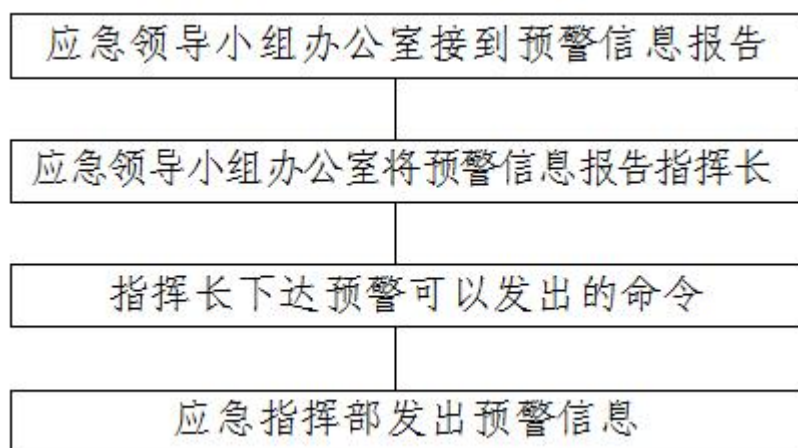 应急领导小组办公室接到预警信息报告
应急领导小组办公室将预警信息报告指挥长
指挥长下达预警可以发出的命令
应急指挥部发出预警信息